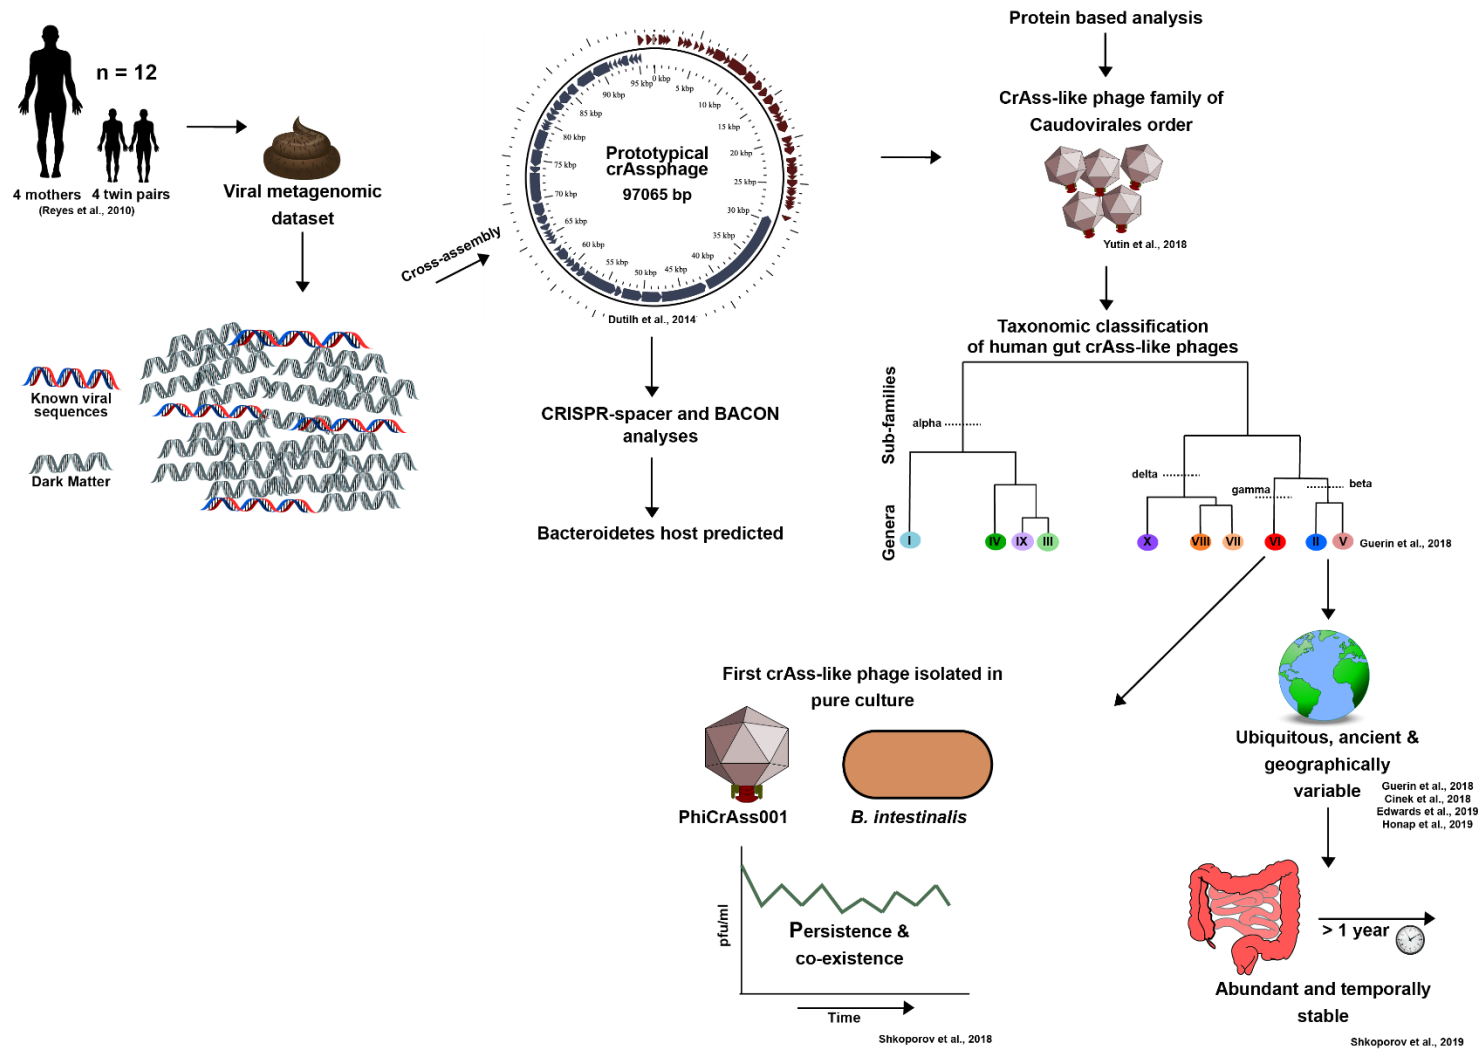 n = 12
4 mothers 4 twin pairs
(Reyes et al., 2010)
Viral metagenomic
dataset
Known viral
sequences
Dark Matter
Cross-assembly
0 kbp
5 kbp
10 kbp
15 kbp
20 kbp
25 kbp
30 kbp
35 kbp
40 kbp
45 kbp
50 kbp
55 kbp
60 kbp
65 kbp
70 kbp
75 kbp
80 kbp
85 kbp
90 kbp
95 kbp
Prototypical
crAssphage
97065 bp
Dutilh et al., 2014
CRISPR-spacer and BACON
analyses
Bacteroidetes host predicted
Protein based analysis
CrAss-like phage family of
Caudovirales order
Yutin et al., 2018
Taxonomic classification
of human gut crAss-like phages
Sub-families
Genera
alpha
delta
gamma
beta
I
IV
IX
III
X
VIII
VII
VI
II
V
Guerin et al., 2018
First crAss-like phage isolated in
pure culture
PhiCrAss001
B. intestinalis
pfu/ml
Persistence &
co-existence
Time
Shkoporov et al., 2018
Ubiquitous, ancient &
geographically
variable
Guerin et al., 2018
Cinek et al., 2018
Edwards et al., 2019
Honap et al., 2019
> 1 year
Abundant and temporally
stable
Shkoporov et al., 2019